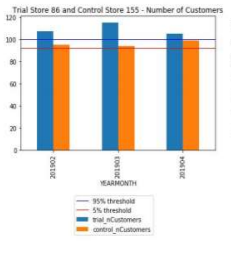 Trial Store 86 and Control Store 155 - Number of Customers
120
100
80
60
40
20
0
201902
201903
201904
YEARMONTH
95% threshold
5% threshold
trial_nCustomers
control_nCustomers